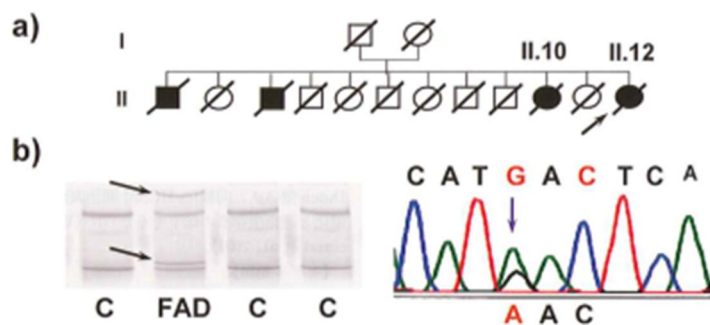 a)
I
II.10 II.12
II
b)
C A T G A C T C A
C FAD C C
A A C